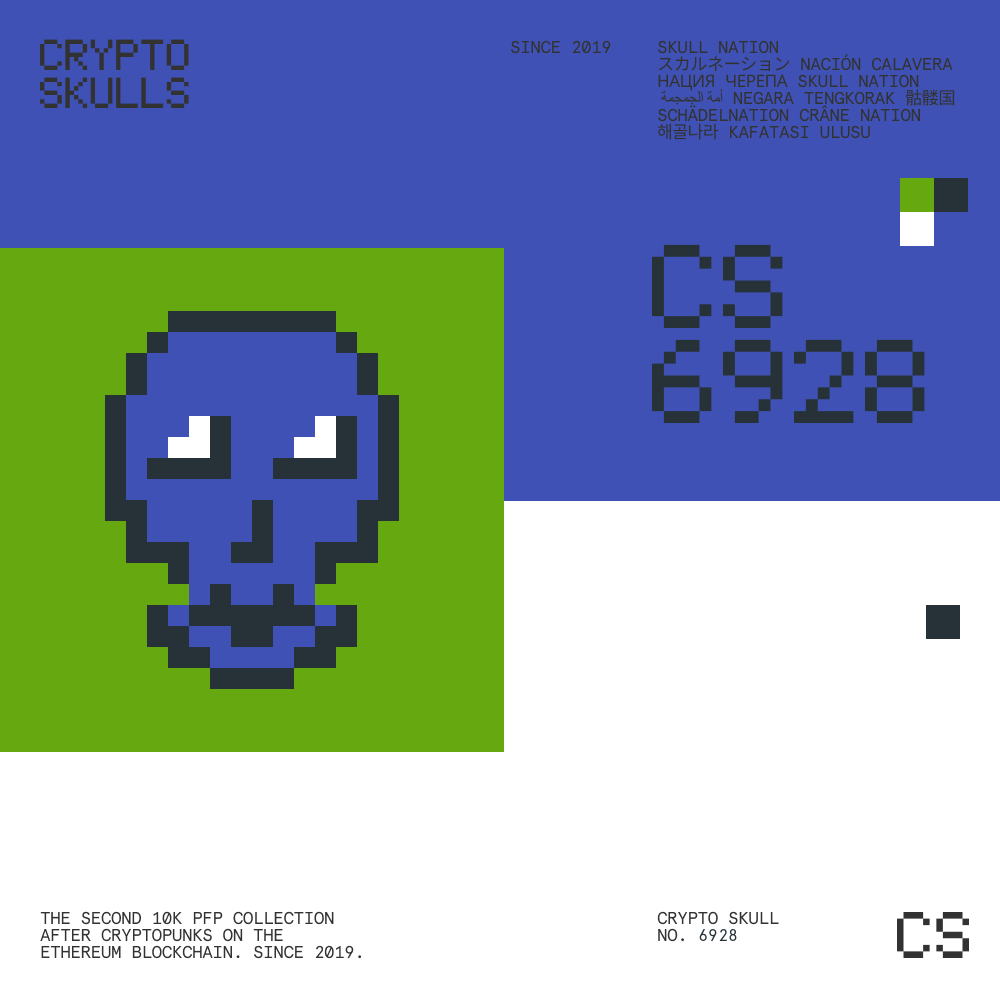 CRYPTO
SKULLS
SINCE 2019
SKULL NATION
スカルネーション NACIÓN CALAVERA
НАЦИЯ ЧЕРЕПА SKULL NATION
أمة الجمجمة NEGARA TENGKORAK 骷髅国
SCHÄDELNATION CRÂNE NATION
해골나라 KAFATASI ULUSU
CS
6928
THE SECOND 10K PFP COLLECTION
AFTER CRYPTOPUNKS ON THE
ETHEREUM BLOCKCHAIN. SINCE 2019.
CRYPTO SKULL
NO. 6928
CS